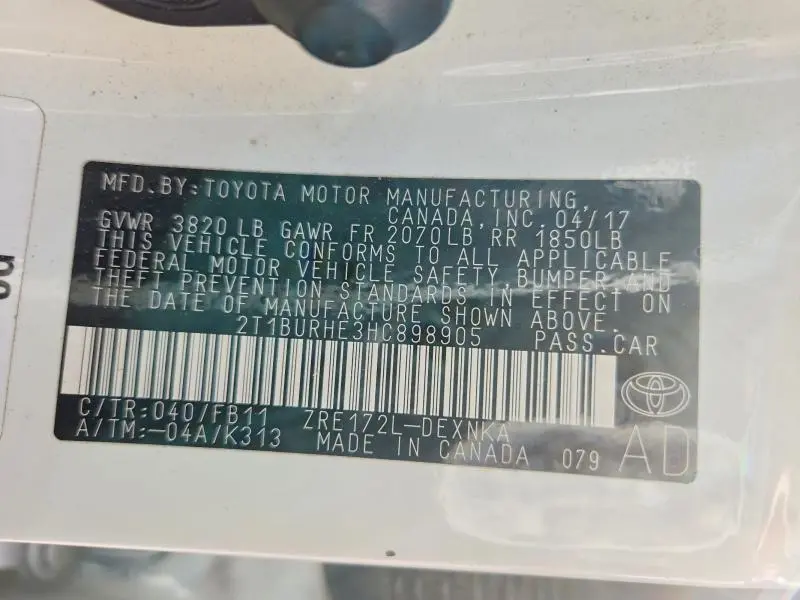 MFD.BY:TOYOTA MOTOR MANUFACTURING,
CANADA,INC.04/17
GVWR 3820LB GAWR FR 2070LB RR 1850LB
THIS VEHICLE CONFORMS TO ALL APPLICABLE
FEDERAL MOTOR VEHICLE SAFETY,BUMPER AND
THEFT PREVENTION STANDARDS IN EFFECT ON
THE DATE OF MANUFACTURE SHOWN ABOVE.
2T1BURHE3HC898905 PASS.CAR
C/TR:040/FB11 ZRE172L-DEXNKA
A/TM:-04A/K313 MADE IN CANADA 079 AD